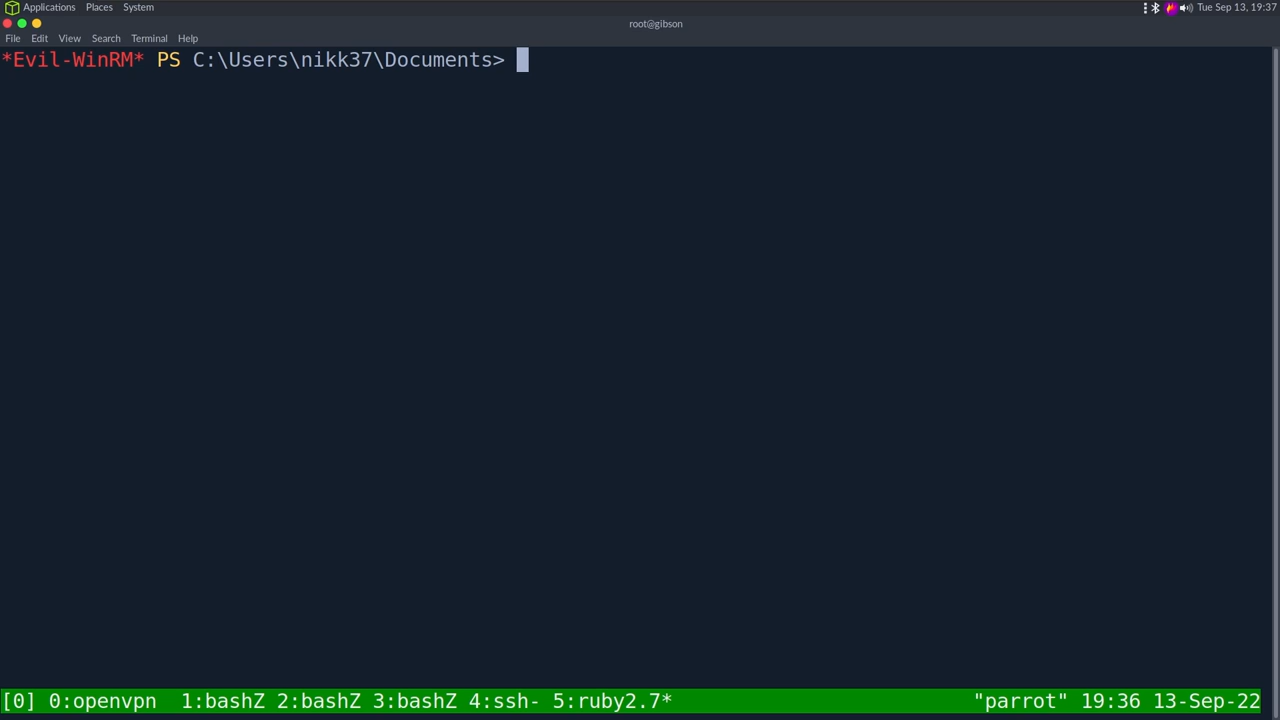 Applications Places System Tue Sep 13, 19:37
root@gibson
File Edit View Search Terminal Help
*Evil-WinRM* PS C:\Users\nikk37\Documents>
[0] 0:openvpn 1:bashZ 2:bashZ 3:bashZ 4:ssh- 5:ruby2.7* "parrot" 19:36 13-Sep-22